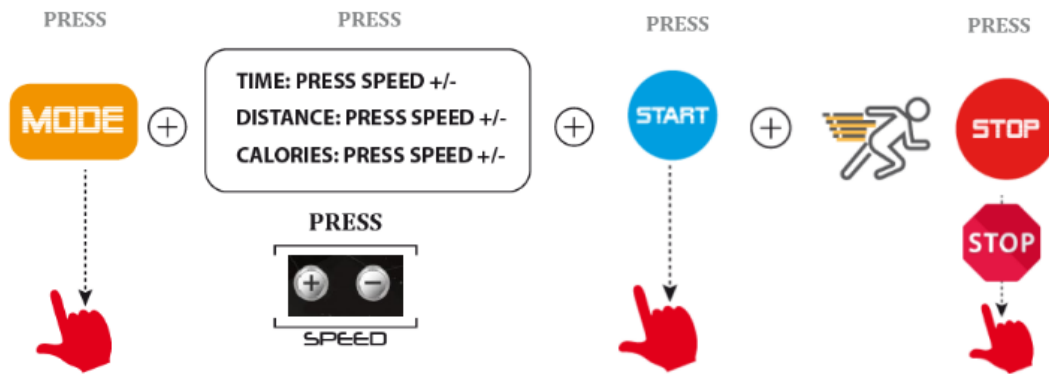 PRESS
PRESS
PRESS
PRESS
MODE
TIME: PRESS SPEED +/-
DISTANCE: PRESS SPEED +/-
CALORIES: PRESS SPEED +/-
START
STOP
PRESS
+ −
SPEED
STOP